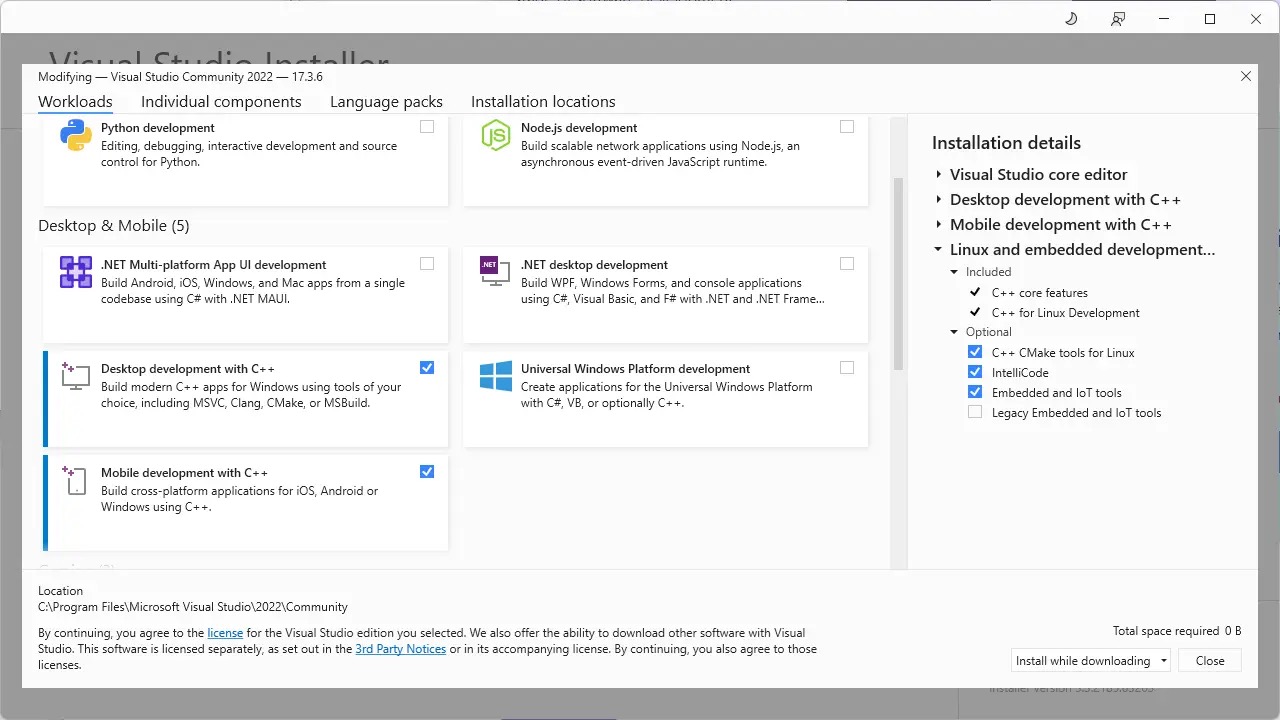 Visual Studio Installer
Modifying — Visual Studio Community 2022 — 17.3.6
Workloads Individual components Language packs Installation locations
Python development
Editing, debugging, interactive development and source
control for Python.
Node.js development
Build scalable network applications using Node.js, an
asynchronous event-driven JavaScript runtime.
Desktop & Mobile (5)
.NET Multi-platform App UI development
Build Android, iOS, Windows, and Mac apps from a single
codebase using C# with .NET MAUI.
.NET
.NET desktop development
Build WPF, Windows Forms, and console applications
using C#, Visual Basic, and F# with .NET and .NET Frame...
Desktop development with C++
Build modern C++ apps for Windows using tools of your
choice, including MSVC, Clang, CMake, or MSBuild.
Universal Windows Platform development
Create applications for the Universal Windows Platform
with C#, VB, or optionally C++.
Mobile development with C++
Build cross-platform applications for iOS, Android or
Windows using C++.
Installation details
Visual Studio core editor
Desktop development with C++
Mobile development with C++
Linux and embedded development...
Included
C++ core features
C++ for Linux Development
Optional
C++ CMake tools for Linux
IntelliCode
Embedded and IoT tools
Legacy Embedded and IoT tools
Location
C:\Program Files\Microsoft Visual Studio\2022\Community
By continuing, you agree to the license for the Visual Studio edition you selected. We also offer the ability to download other software with Visual
Studio. This software is licensed separately, as set out in the 3rd Party Notices or in its accompanying license. By continuing, you also agree to those
licenses.
Total space required 0 B
Install while downloading
Close